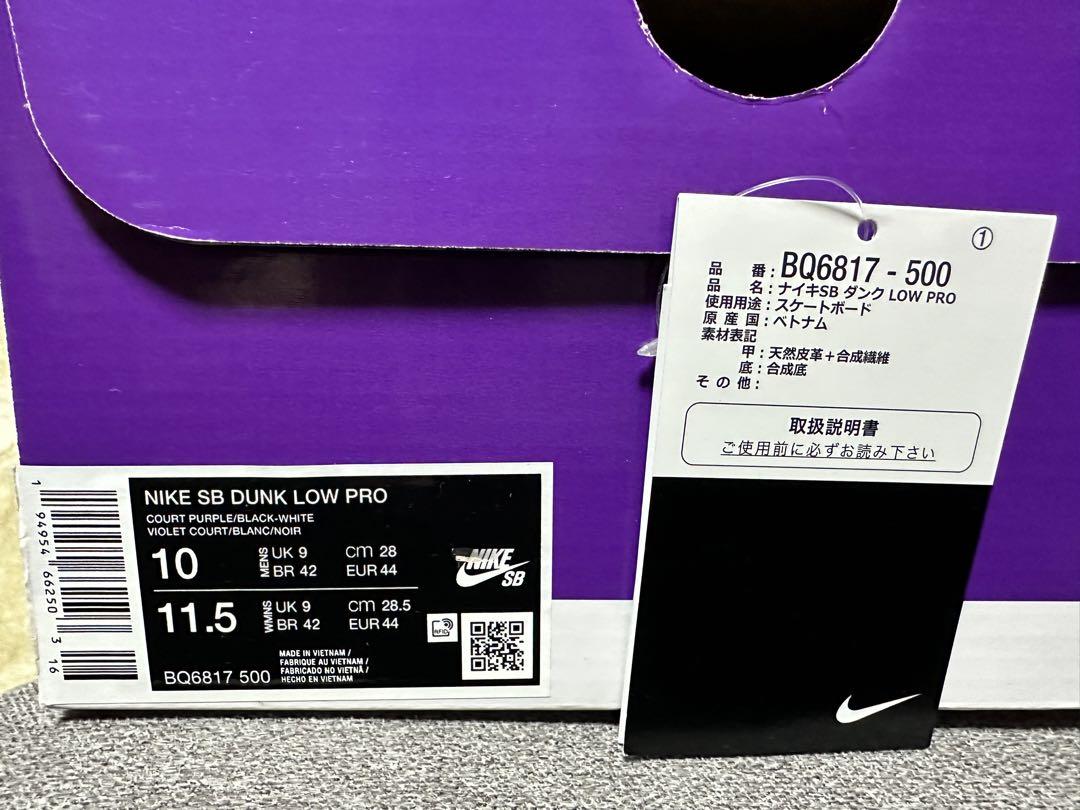 ①
品 番：BQ6817 - 500
品 名：ナイキSB ダンク LOW PRO
使用用途：スケートボード
原 産 国：ベトナム
素材表記
甲：天然皮革＋合成繊維
底：合成底
そ の 他：
取扱説明書
ご使用前に必ずお読み下さい
1 94954 66250 3 16
NIKE SB DUNK LOW PRO
COURT PURPLE/BLACK-WHITE
VIOLET COURT/BLANC/NOIR
10 MENS UK 9 CM 28
BR 42 EUR 44
11.5 WMNS UK 9 CM 28.5
BR 42 EUR 44
NIKE
SB
RFID
MADE IN VIETNAM /
FABRIQUE AU VIETNAM /
FABRICADO NO VIETNÃ /
HECHO EN VIETNAM
BQ6817 500